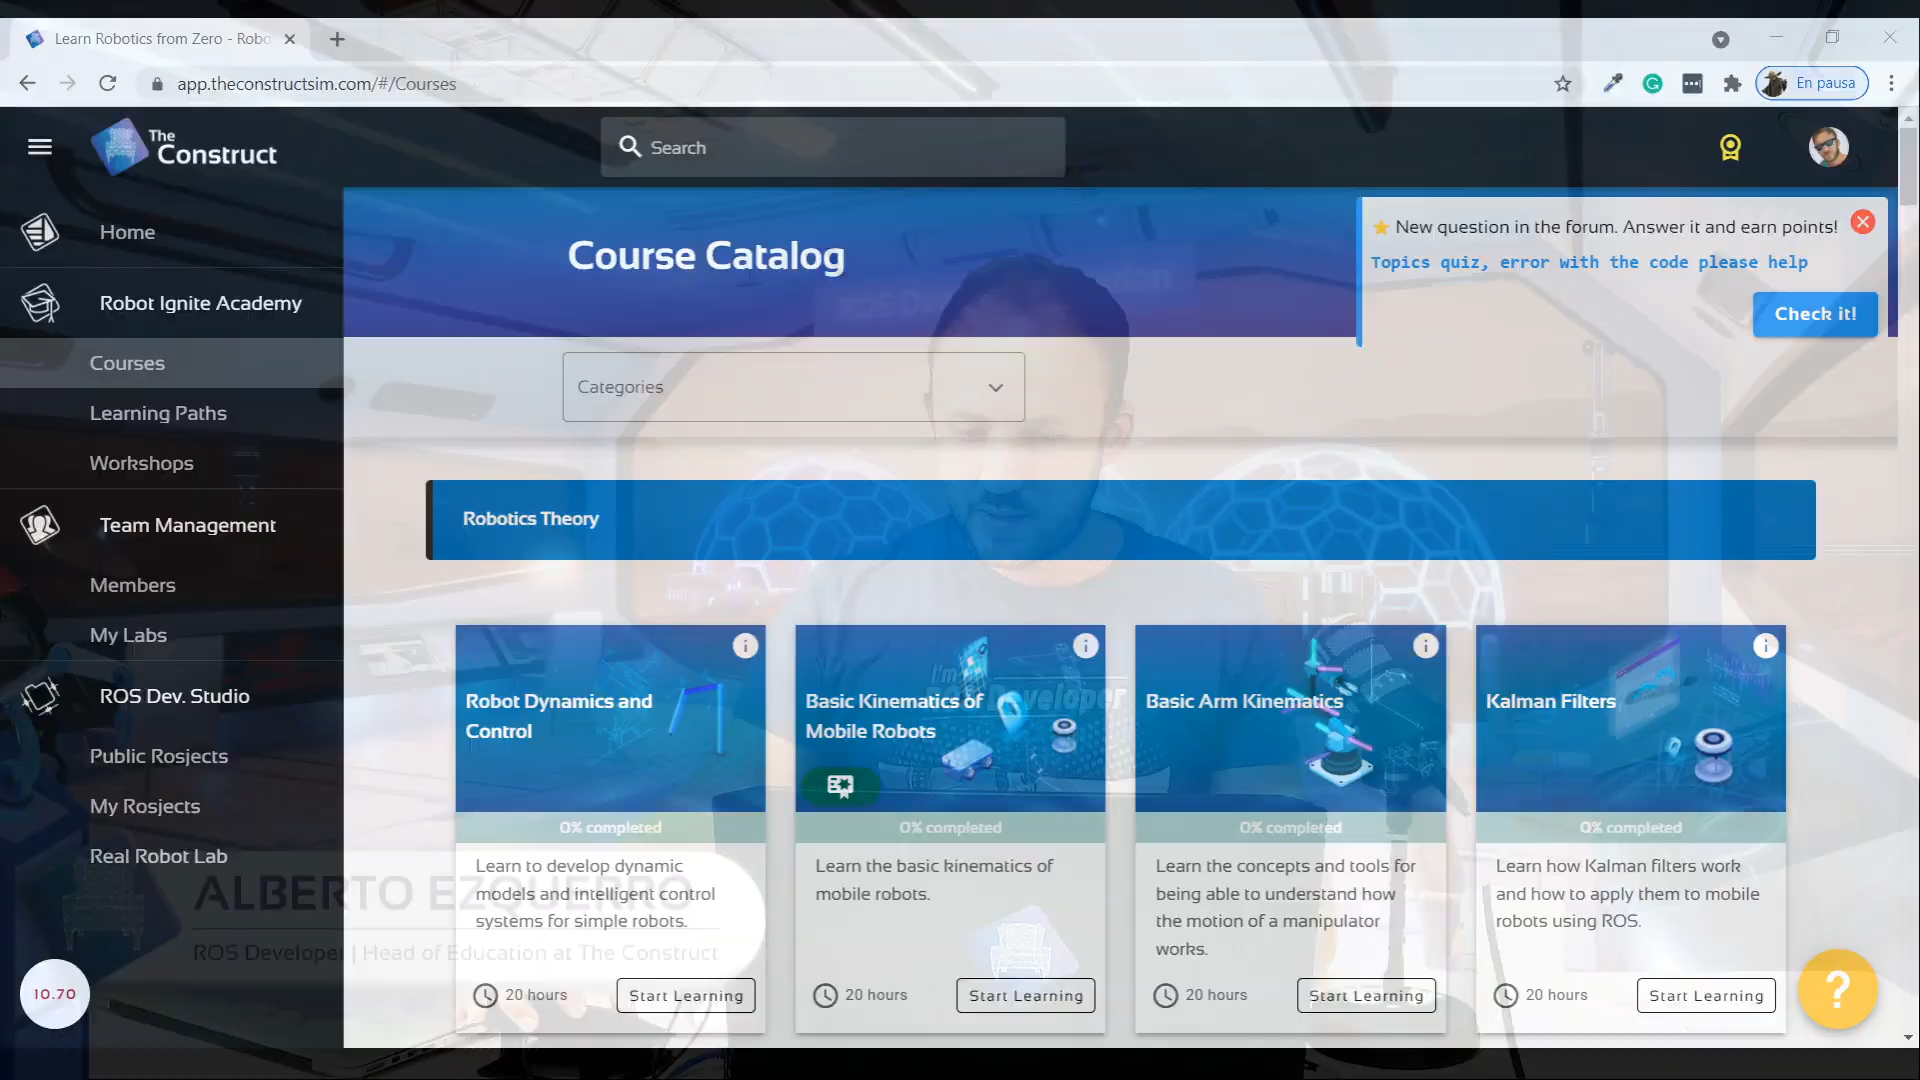 Learn Robotics from Zero - Robo
app.theconstructsim.com/#/Courses
En pausa
The
Construct
Search
Home
Robot Ignite Academy
Courses
Learning Paths
Workshops
Team Management
Members
My Labs
ROS Dev. Studio
Public Rosjects
My Rosjects
Real Robot Lab
10.70
Course Catalog
New question in the forum. Answer it and earn points!
Topics quiz, error with the code please help
Check it!
Categories
Robotics Theory
Robot Dynamics and
Control
0% completed
Learn to develop dynamic
models and intelligent control
systems for simple robots.
20 hours
Start Learning
Basic Kinematics of
Mobile Robots
0% completed
Learn the basic kinematics of
mobile robots.
20 hours
Start Learning
Basic Arm Kinematics
0% completed
Learn the concepts and tools for
being able to understand how
the motion of a manipulator
works.
20 hours
Start Learning
Kalman Filters
0% completed
Learn how Kalman filters work
and how to apply them to mobile
robots using ROS.
20 hours
Start Learning
?
I'm
Developer
ALBERTO EZQUERRO
ROS Developer | Head of Education at The Construct